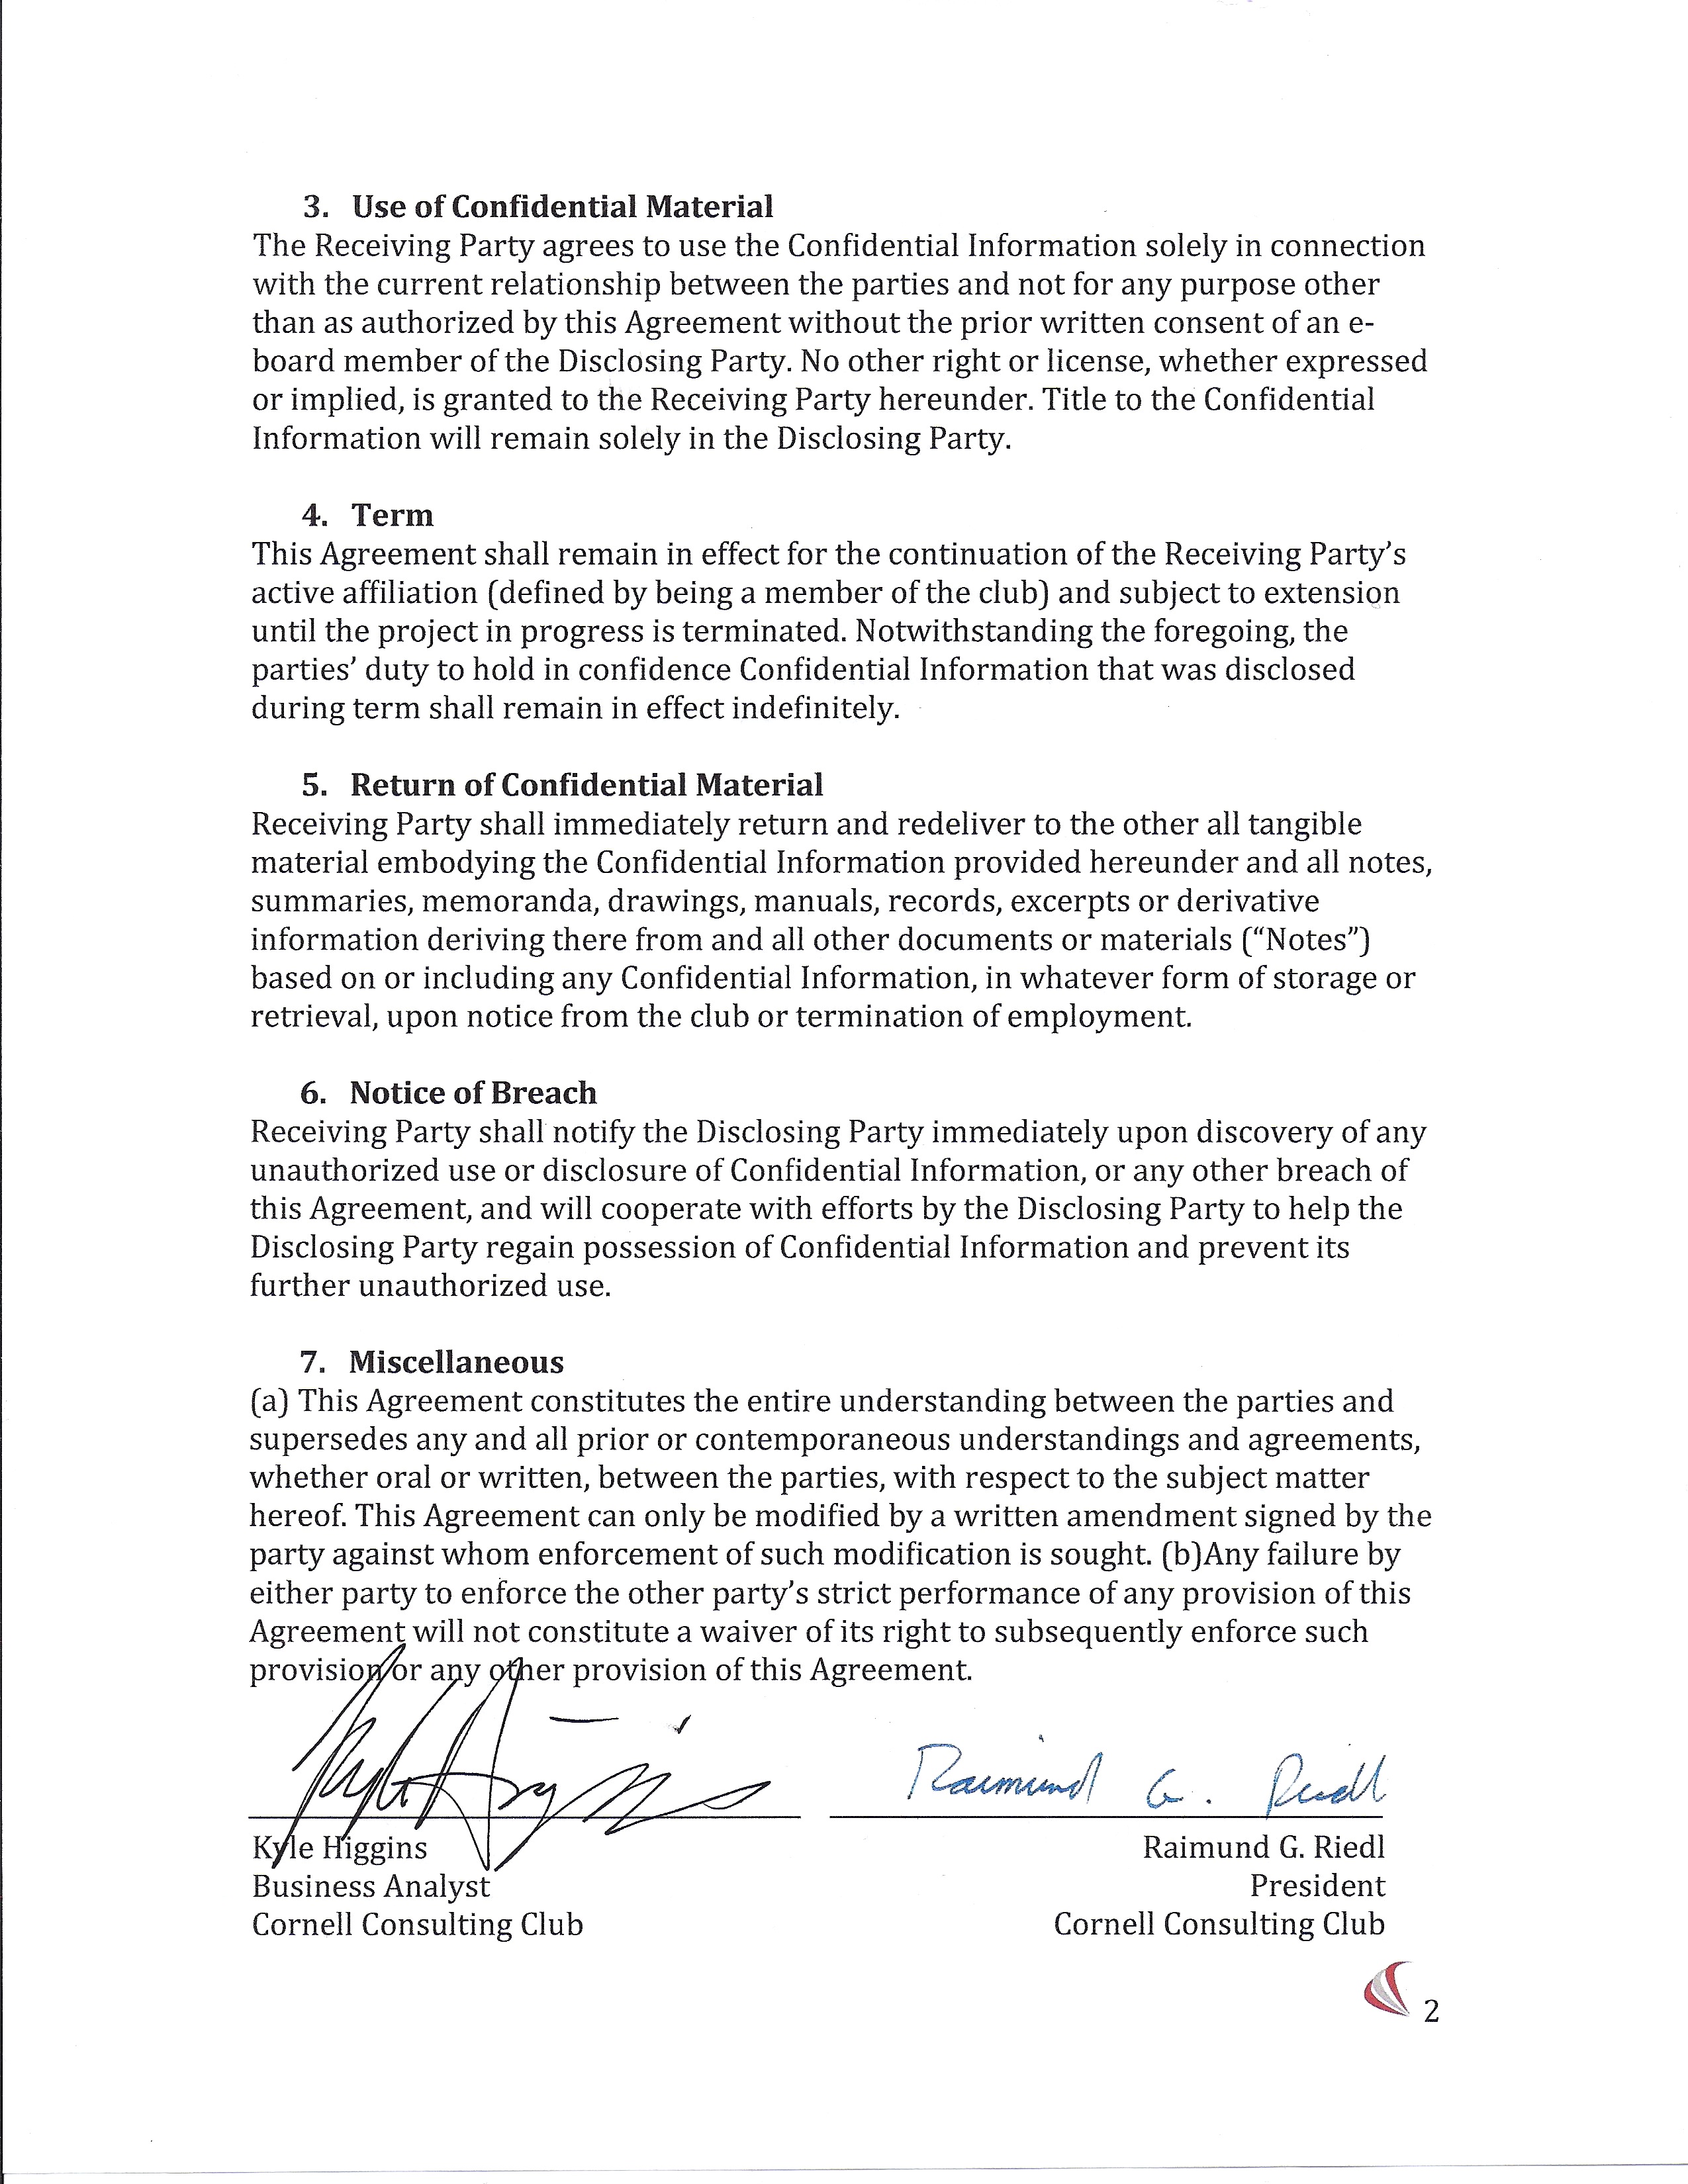 3. Use of Confidential Material
The Receiving Party agrees to use the Confidential Information solely in connection
with the current relationship between the parties and not for any purpose other
than as authorized by this Agreement without the prior written consent of an e-
board member of the Disclosing Party. No other right or license, whether expressed
or implied, is granted to the Receiving Party hereunder. Title to the Confidential
Information will remain solely in the Disclosing Party.
4. Term
This Agreement shall remain in effect for the continuation of the Receiving Party's
active affiliation (defined by being a member of the club) and subject to extension
until the project in progress is terminated. Notwithstanding the foregoing, the
parties' duty to hold in confidence Confidential Information that was disclosed
during term shall remain in effect indefinitely.
5. Return of Confidential Material
Receiving Party shall immediately return and redeliver to the other all tangible
material embodying the Confidential Information provided hereunder and all notes,
summaries, memoranda, drawings, manuals, records, excerpts or derivative
information deriving there from and all other documents or materials (“Notes”)
based on or including any Confidential Information, in whatever form of storage or
retrieval, upon notice from the club or termination of employment.
6. Notice of Breach
Receiving Party shall notify the Disclosing Party immediately upon discovery of any
unauthorized use or disclosure of Confidential Information, or any other breach of
this Agreement, and will cooperate with efforts by the Disclosing Party to help the
Disclosing Party regain possession of Confidential Information and prevent its
further unauthorized use.
7. Miscellaneous
(a) This Agreement constitutes the entire understanding between the parties and
supersedes any and all prior or contemporaneous understandings and agreements,
whether oral or written, between the parties, with respect to the subject matter
hereof. This Agreement can only be modified by a written amendment signed by the
party against whom enforcement of such modification is sought. (b)Any failure by
either party to enforce the other party's strict performance of any provision of this
Agreement will not constitute a waiver of its right to subsequently enforce such
provision or any other provision of this Agreement.
Kyle Higgins Raimund G. Riedl
Kyle Higgins Raimund G. Riedl
Business Analyst President
Cornell Consulting Club Cornell Consulting Club
2